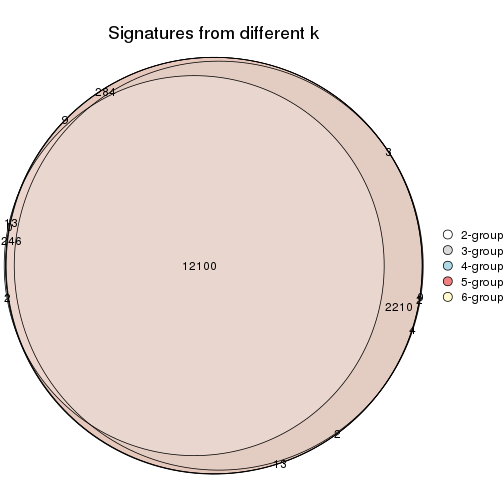 Signatures from different k
284
9
3
13
246
12100
2
2210
4
2
13
2-group
3-group
4-group
5-group
6-group